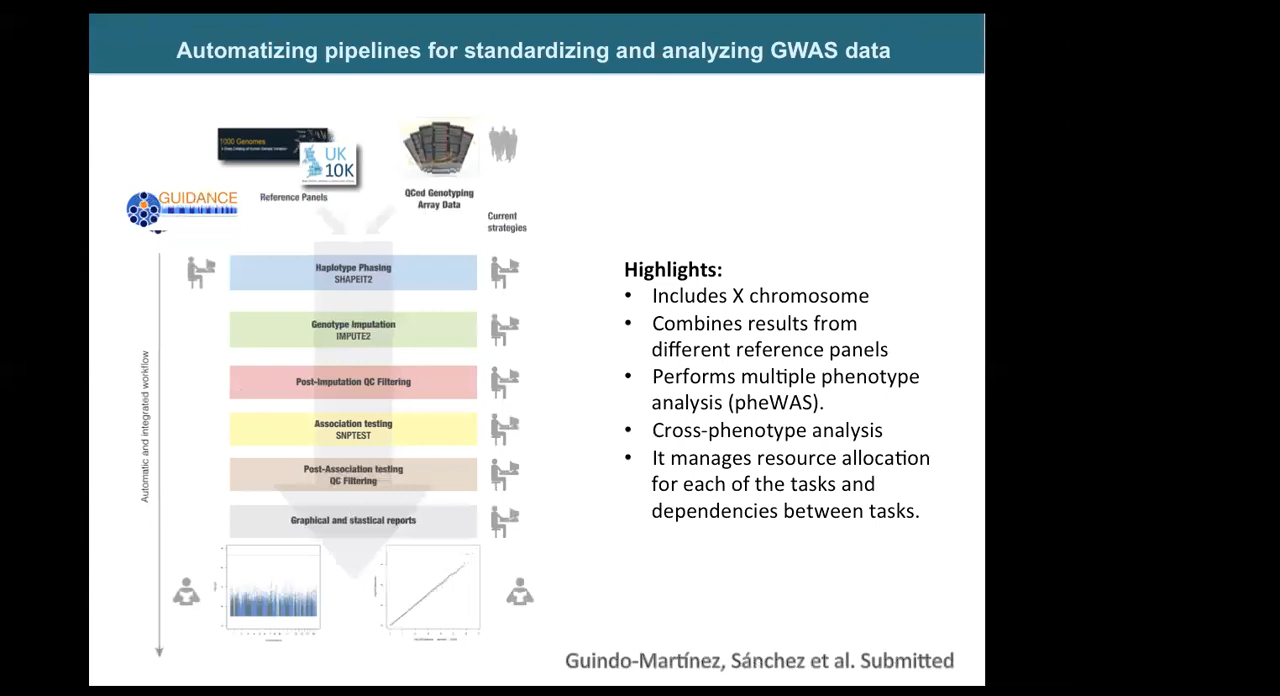 Automatizing pipelines for standardizing and analyzing GWAS data
1000 Genomes
UK
10K
Reference Panels
QCed Genotyping
Array Data
GUIDANCE
Current
strategies
Automatic and integrated workflow
Haplotype Phasing
SHAPEIT2
Genotype imputation
IMPUTE2
Post-Imputation QC Filtering
Association testing
SNPTEST
Post-Association testing
QC Filtering
Graphical and stastical reports
Highlights:
• Includes X chromosome
• Combines results from
different reference panels
• Performs multiple phenotype
analysis (pheWAS).
• Cross-phenotype analysis
• It manages resource allocation
for each of the tasks and
dependencies between tasks.
Guindo-Martínez, Sánchez et al. Submitted